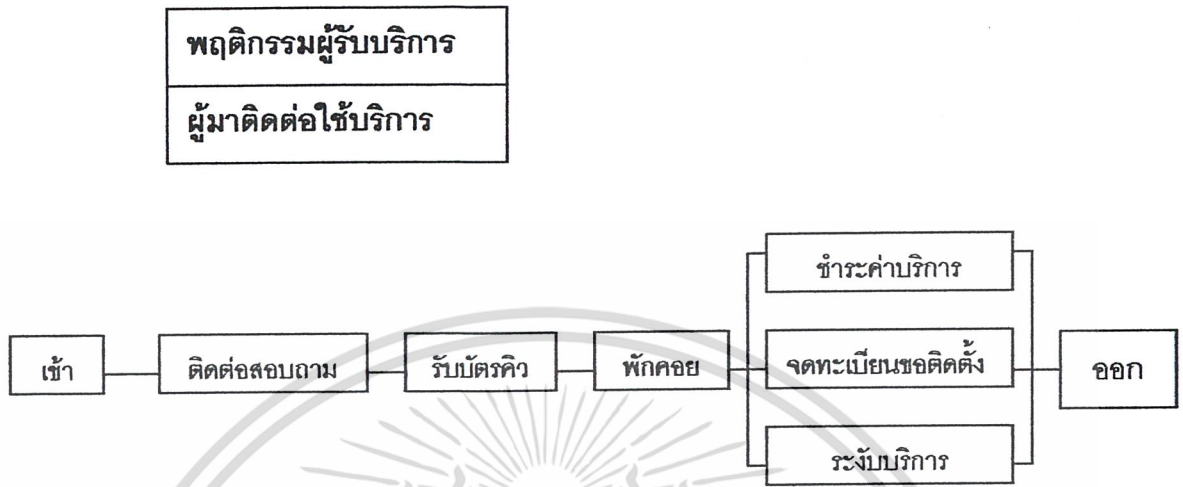 พฤติกรรมผู้รับบริการ
ผู้มาติดต่อใช้บริการ
เข้า
ติดต่อสอบถาม
รับบัตรคิว
พักคอย
ชำระค่าบริการ
จดทะเบียนขอติดตั้ง
ระงับบริการ
ออก